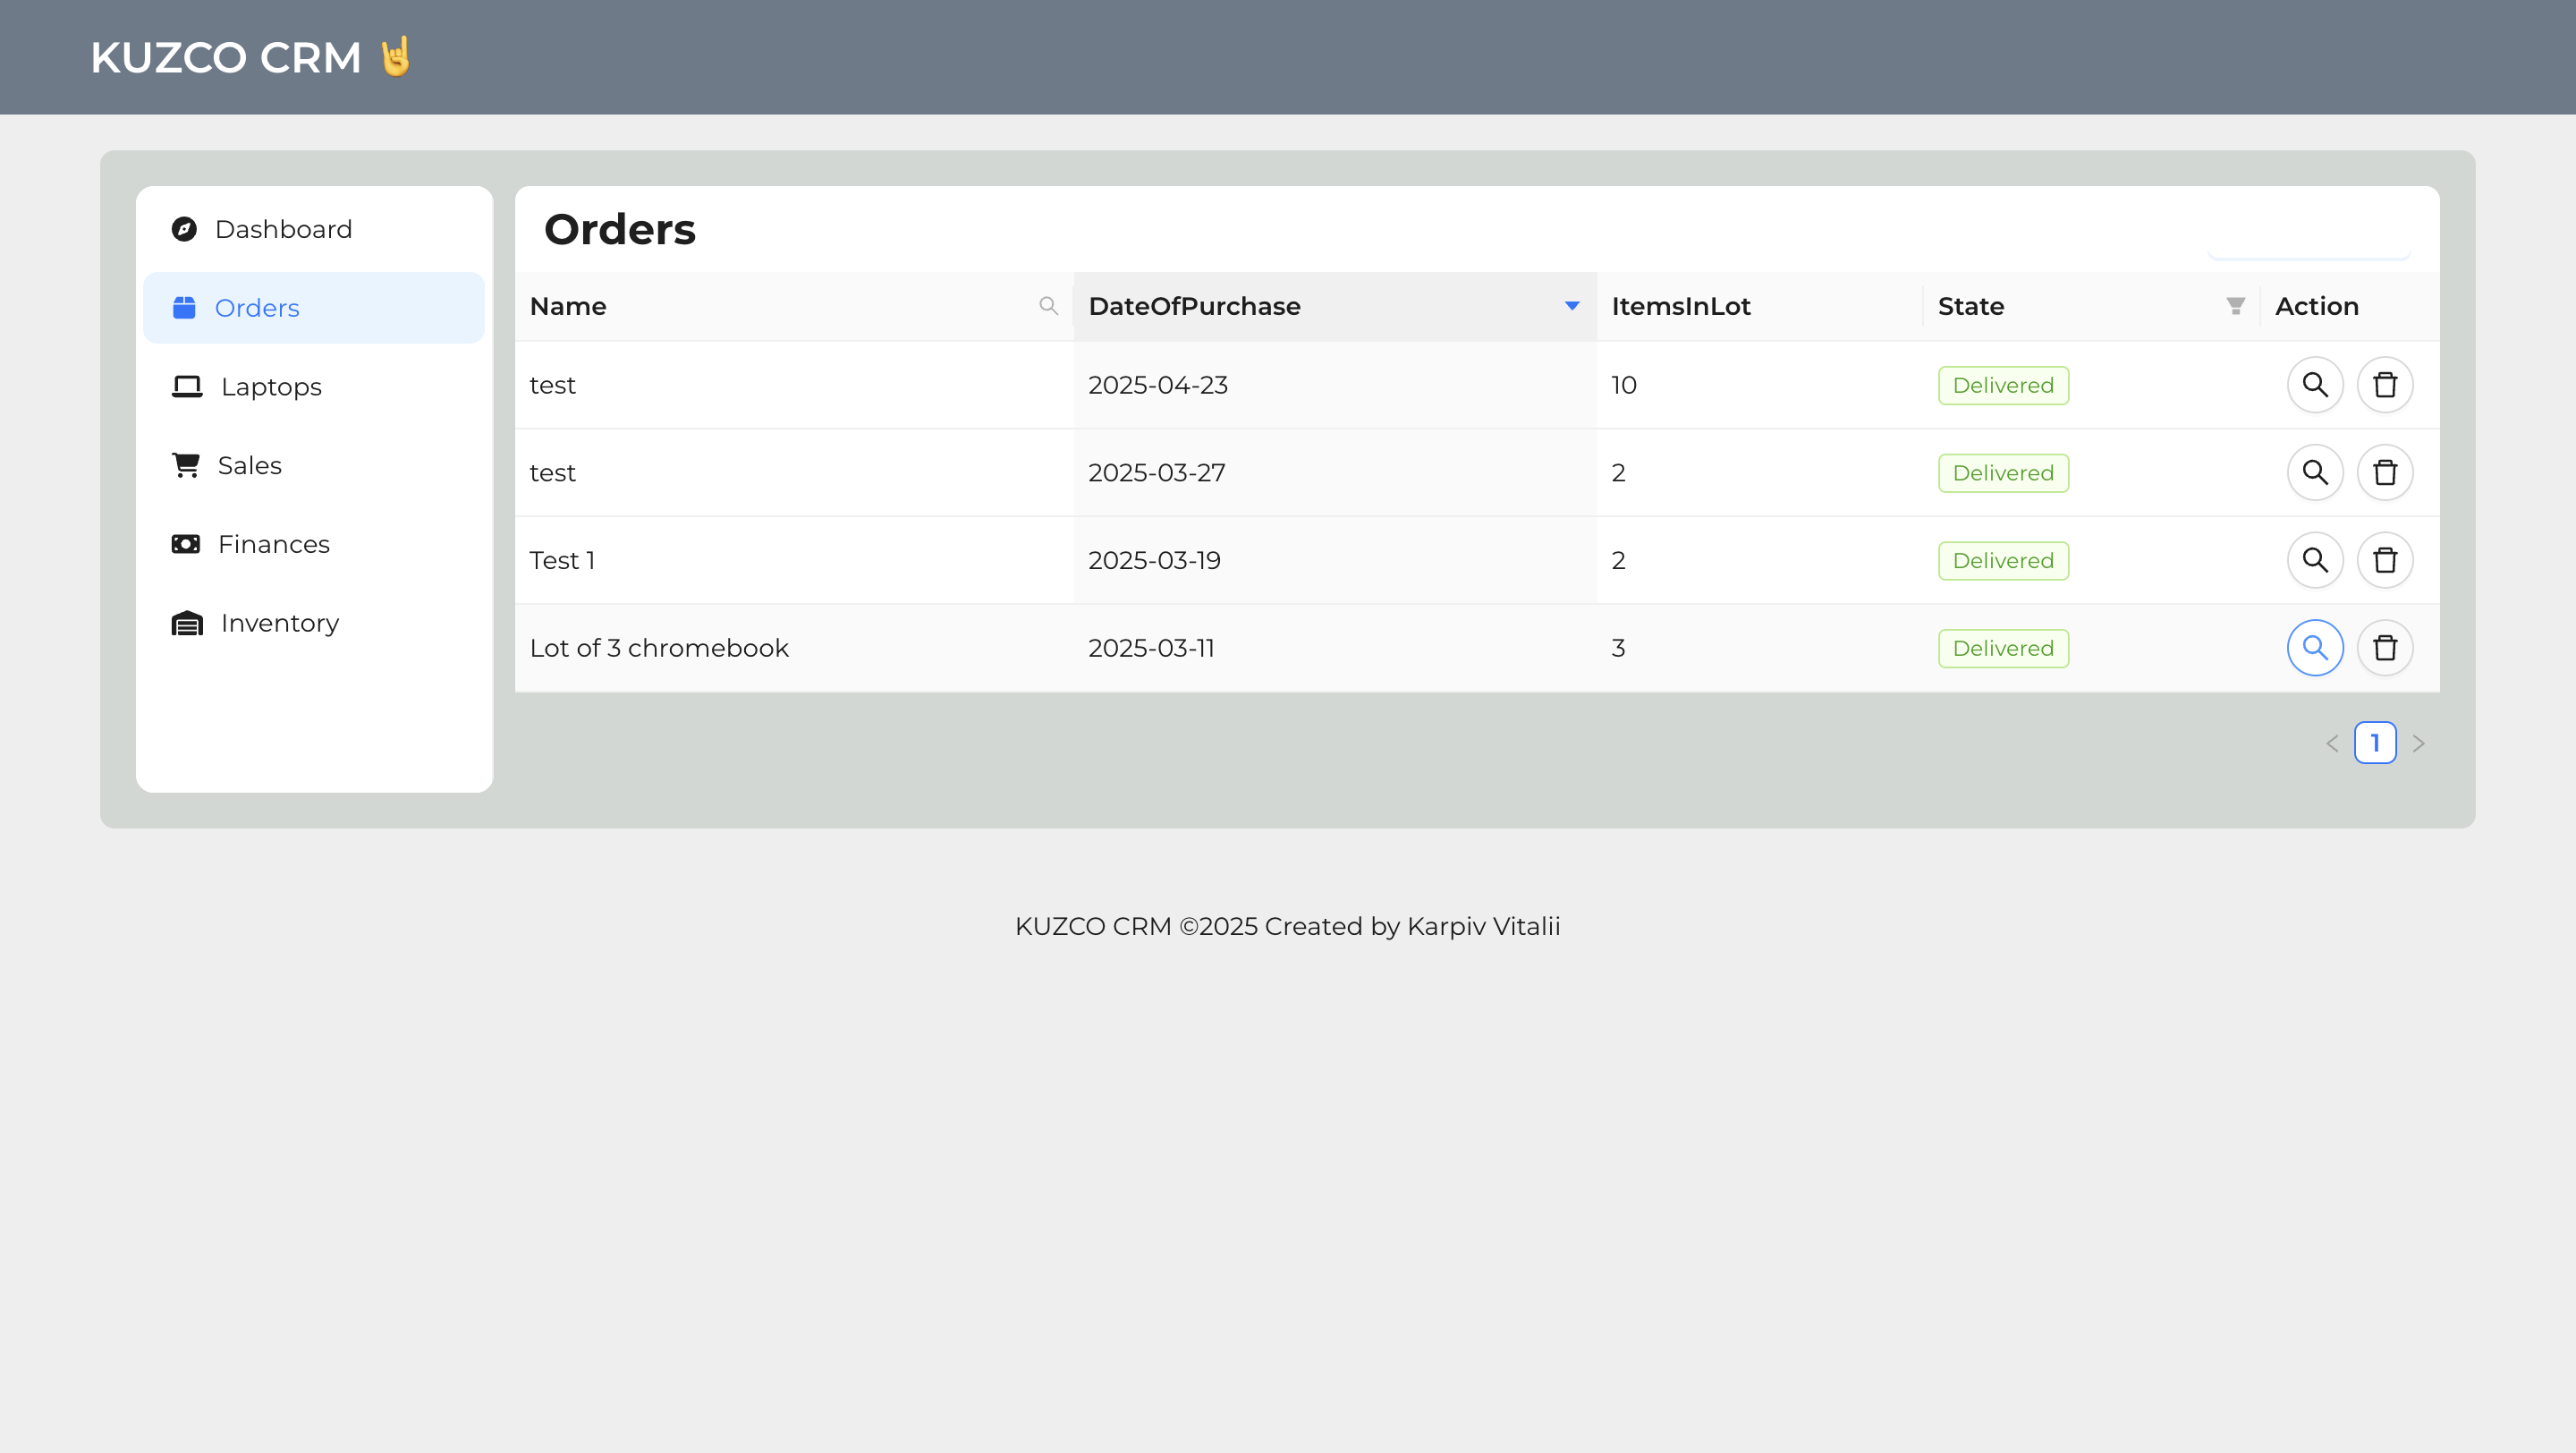 KUZCO CRM 🤘
Dashboard
Orders
Laptops
Sales
Finances
Inventory
Orders
Name DateOfPurchase ItemsInLot State Action
test 2025-04-23 10 Delivered
test 2025-03-27 2 Delivered
Test 1 2025-03-19 2 Delivered
Lot of 3 chromebook 2025-03-11 3 Delivered
1
KUZCO CRM ©2025 Created by Karpiv Vitalii